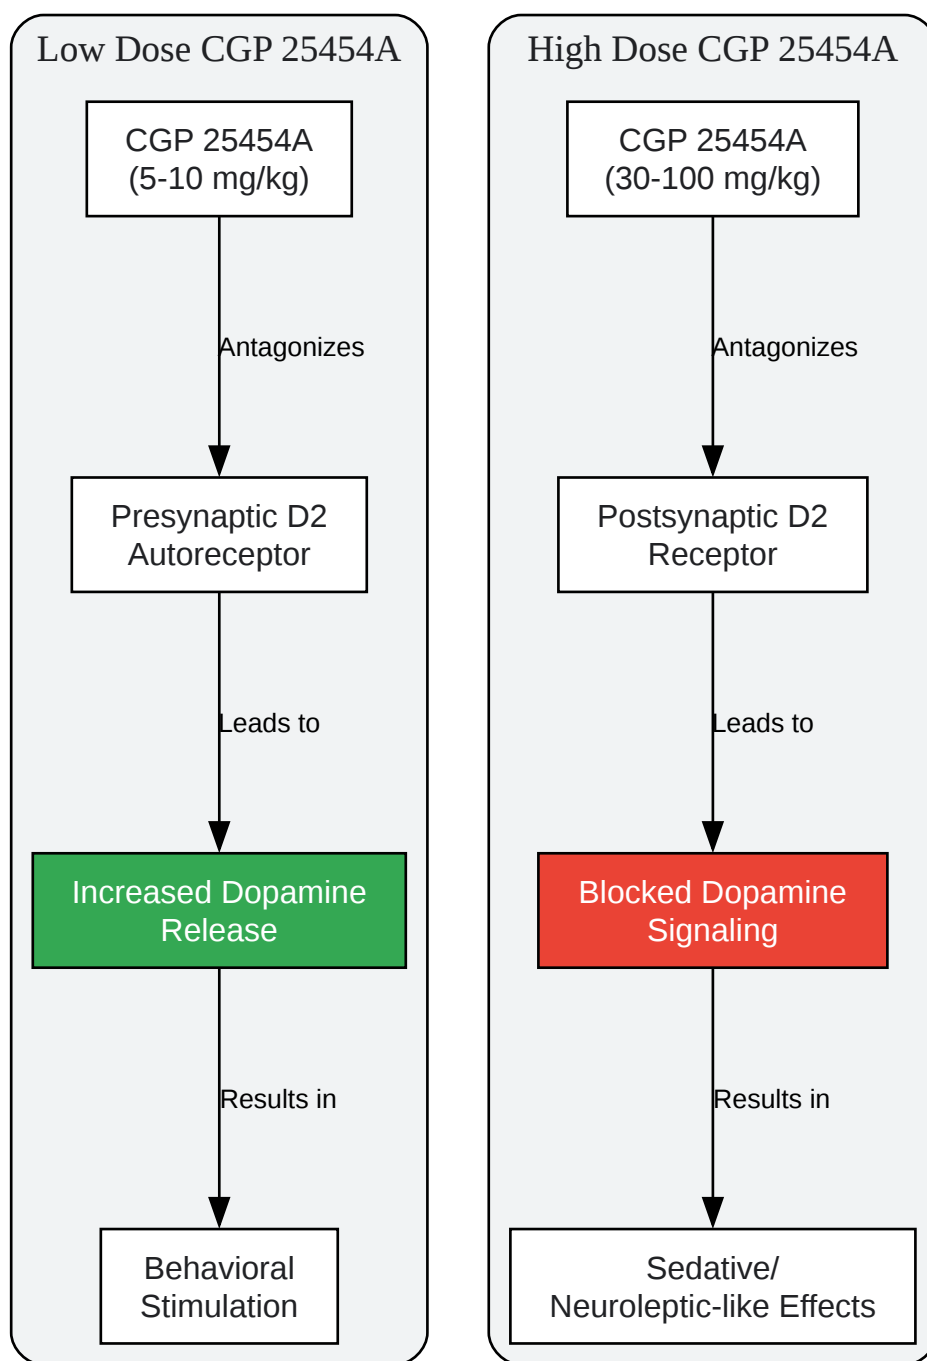 Low Dose CGP 25454A
CGP 25454A
(5-10 mg/kg)
Antagonizes
Presynaptic D2
Autoreceptor
Leads to
Increased Dopamine
Release
Results in
Behavioral
Stimulation
High Dose CGP 25454A
CGP 25454A
(30-100 mg/kg)
Antagonizes
Postsynaptic D2
Receptor
Leads to
Blocked Dopamine
Signaling
Results in
Sedative/
Neuroleptic-like Effects